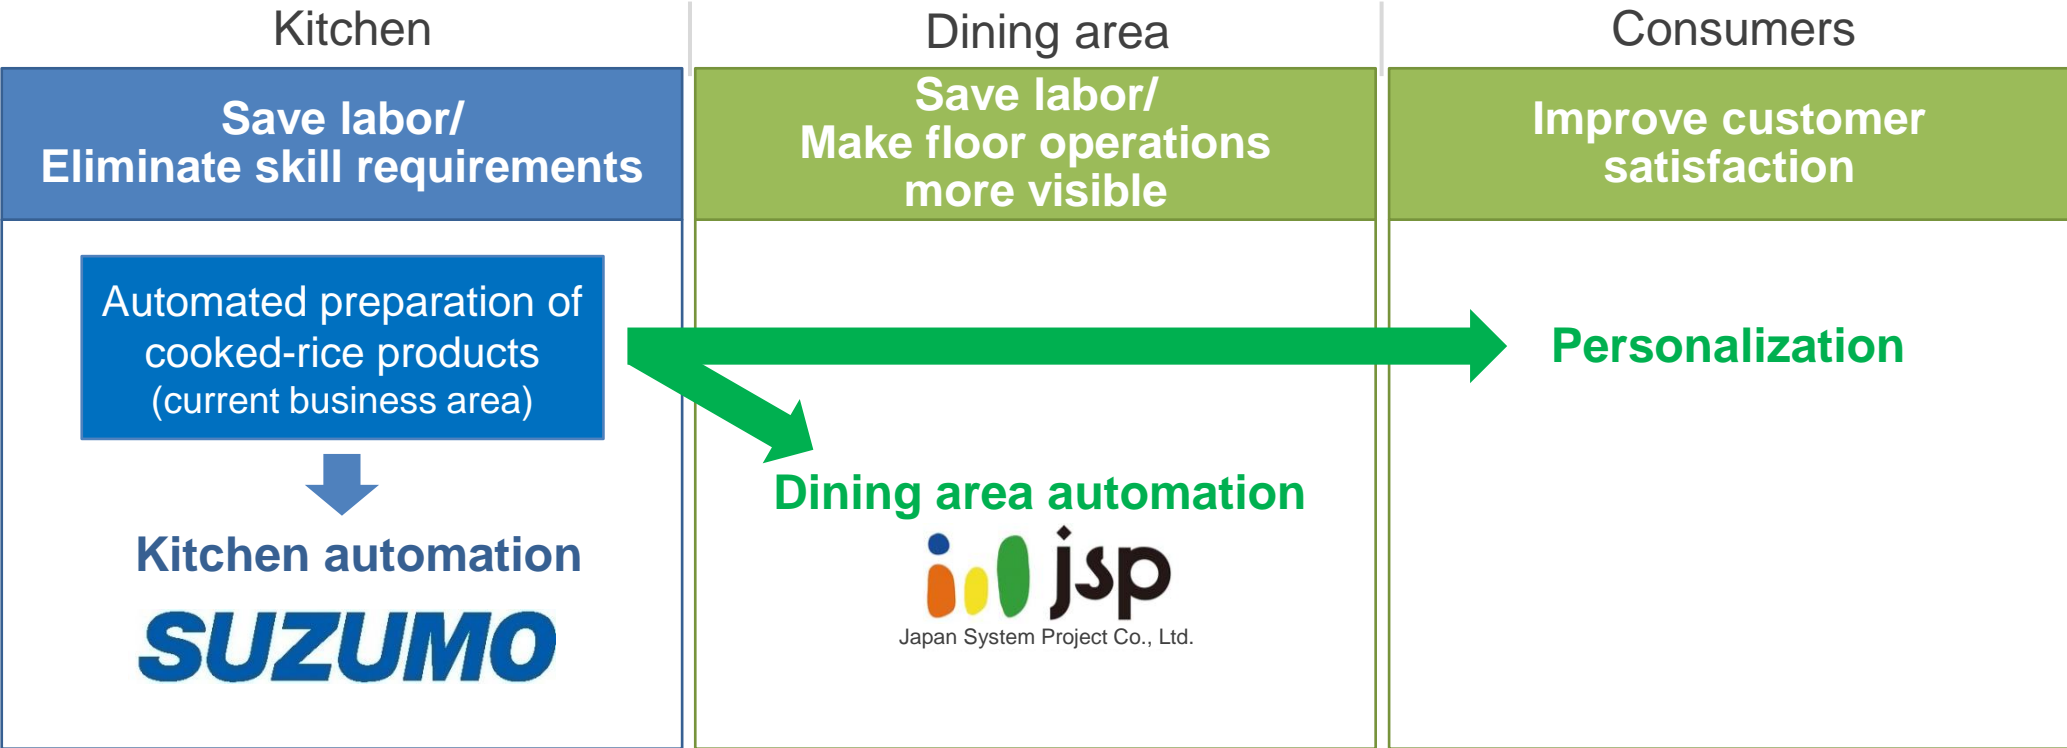 Kitchen
Dining area
Consumers
Save labor/
Eliminate skill requirements
Save labor/
Make floor operations
more visible
Improve customer
satisfaction
Automated preparation of
cooked-rice products
(current business area)
Kitchen automation
SUZUMO
Dining area automation
jsp
Japan System Project Co., Ltd.
Personalization